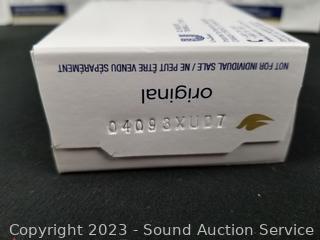 NOT FOR INDIVIDUAL SALE / NE PEUT ÊTRE VENDU SÉPARÉMENT
original
04093XUD7
Copyright 2023 - Sound Auction Service